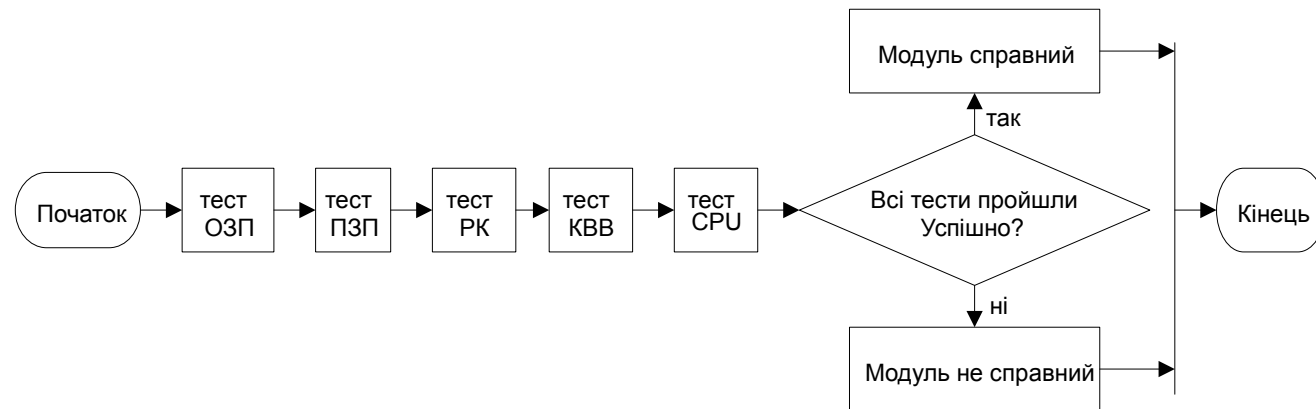 Модуль справний
так
Початок
тест
ОЗП
тест
ПЗП
тест
РК
тест
КВВ
тест
CPU
Всі тести пройшли
Успішно?
Кінець
ні
Модуль не справний